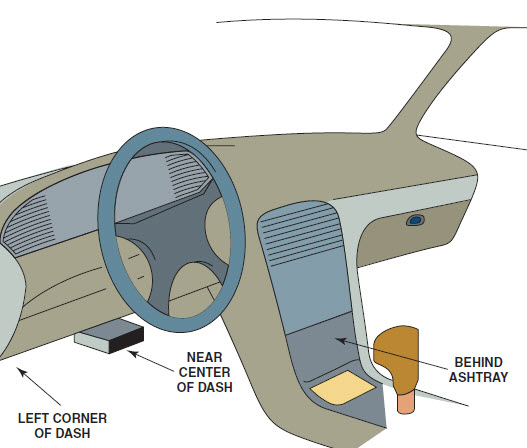 NEAR
CENTER
OF DASH
BEHIND
ASHTRAY
LEFT CORNER
OF DASH